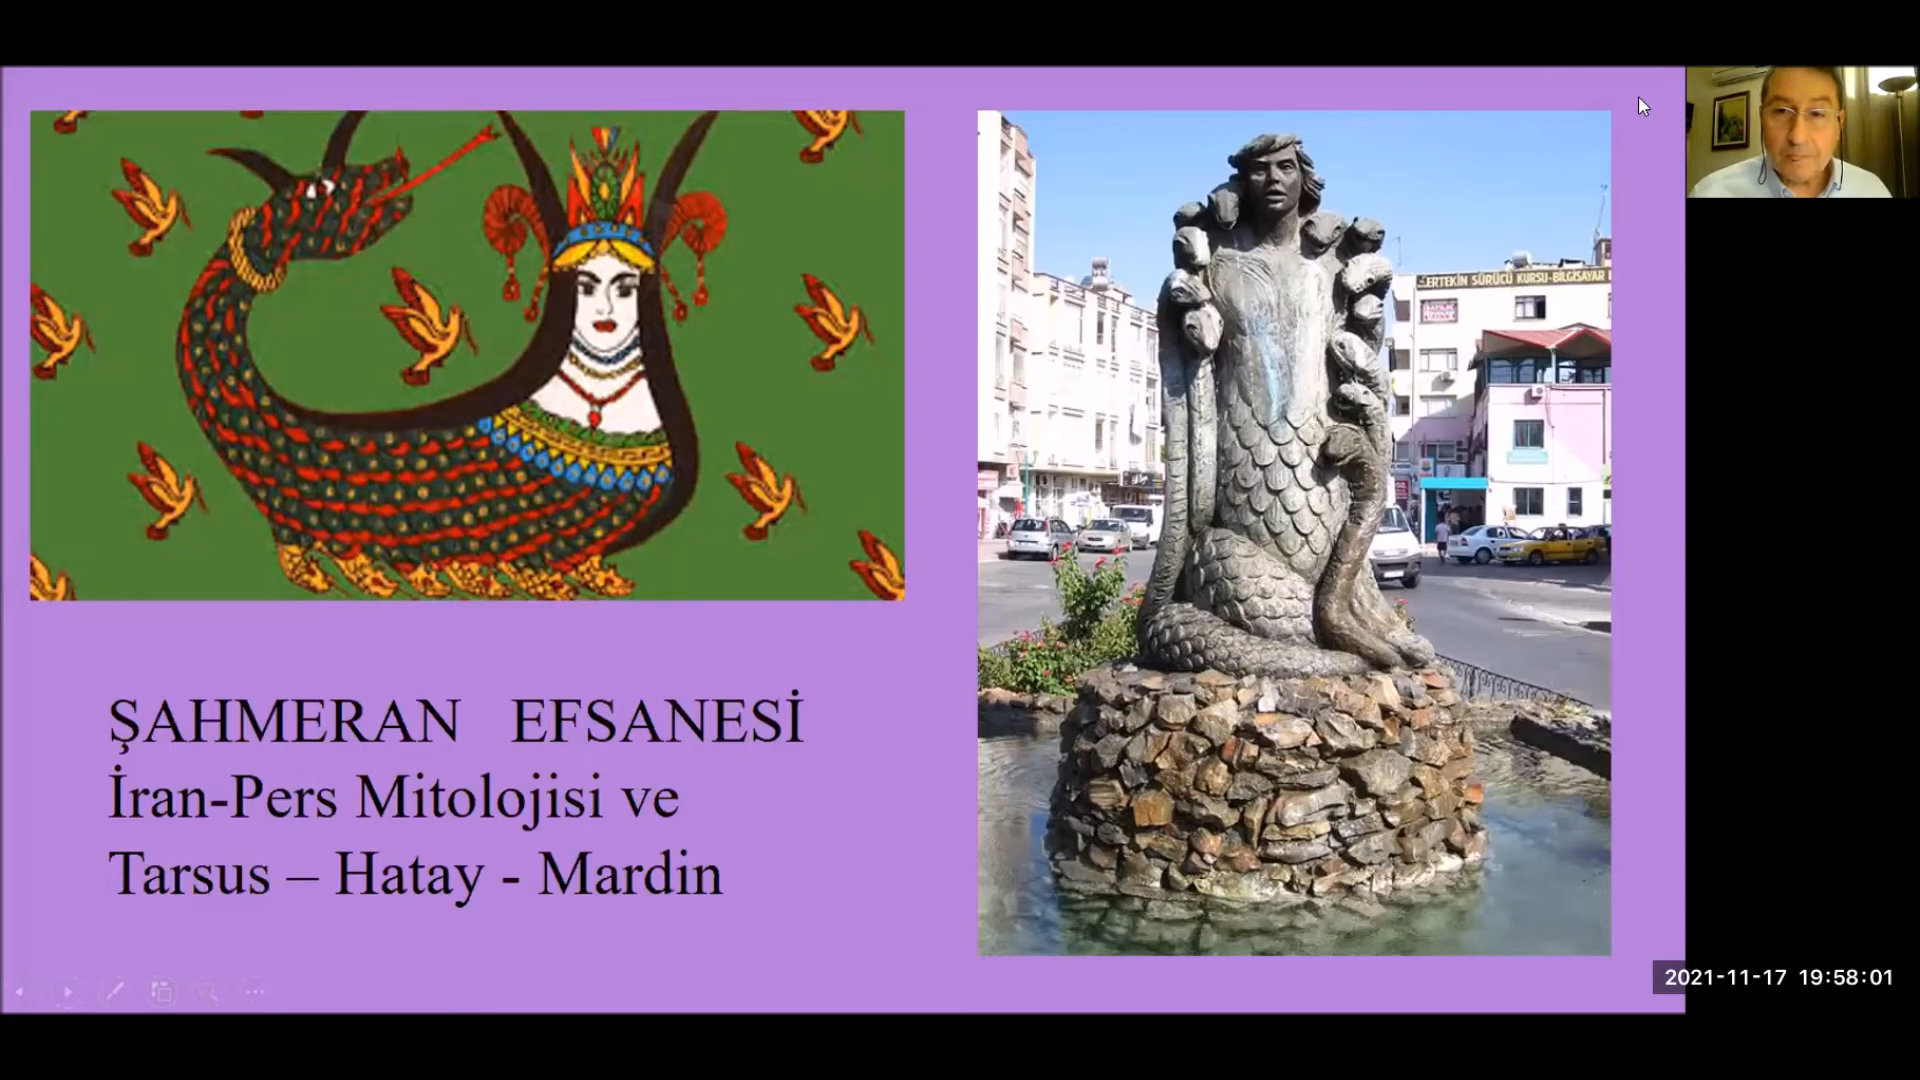 ERTEKİN SÜRÜCÜ KURSU-BİLGİSAYAR
ŞAHMERAN EFSANESİ
İran-Pers Mitolojisi ve
Tarsus – Hatay - Mardin
2021-11-17 19:58:01